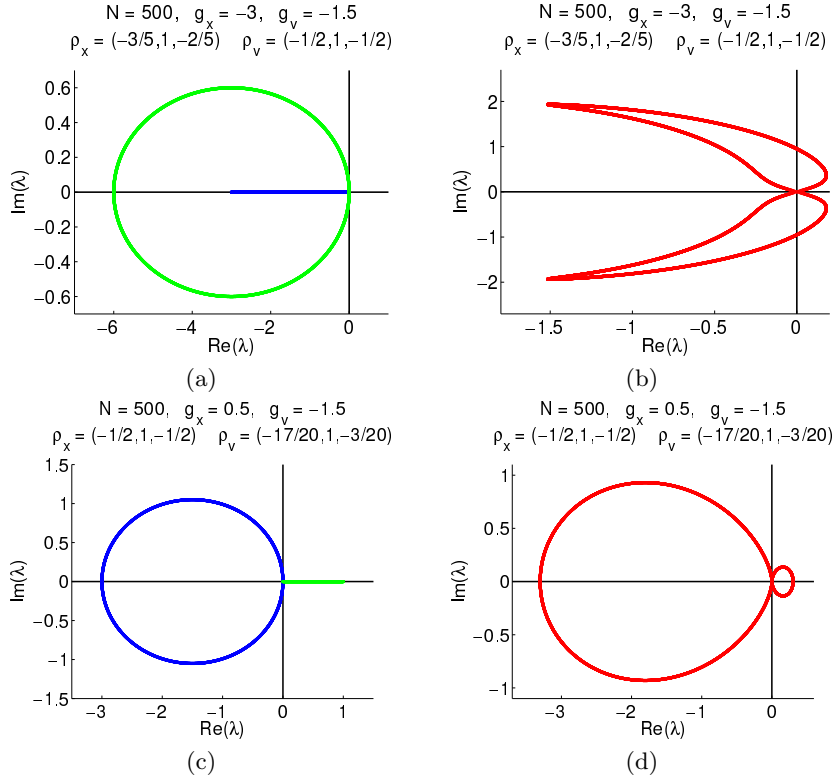 N = 500, g_x = −3, g_v = −1.5
ρ_x = (−3/5,1,−2/5) ρ_v = (−1/2,1,−1/2)
0.6
0.4
0.2
0
−0.2
−0.4
−0.6
Im(λ)
−6 −4 −2 0
Re(λ)
(a)
N = 500, g_x = −3, g_v = −1.5
ρ_x = (−3/5,1,−2/5) ρ_v = (−1/2,1,−1/2)
2
1
0
−1
−2
Im(λ)
−1.5 −1 −0.5 0
Re(λ)
(b)
N = 500, g_x = 0.5, g_v = −1.5
ρ_x = (−1/2,1,−1/2) ρ_v = (−17/20,1,−3/20)
1.5
1
0.5
0
−0.5
−1
−1.5
Im(λ)
−3 −2 −1 0 1
Re(λ)
(c)
N = 500, g_x = 0.5, g_v = −1.5
ρ_x = (−1/2,1,−1/2) ρ_v = (−17/20,1,−3/20)
1
0.5
0
−0.5
−1
Im(λ)
−3 −2 −1 0
Re(λ)
(d)